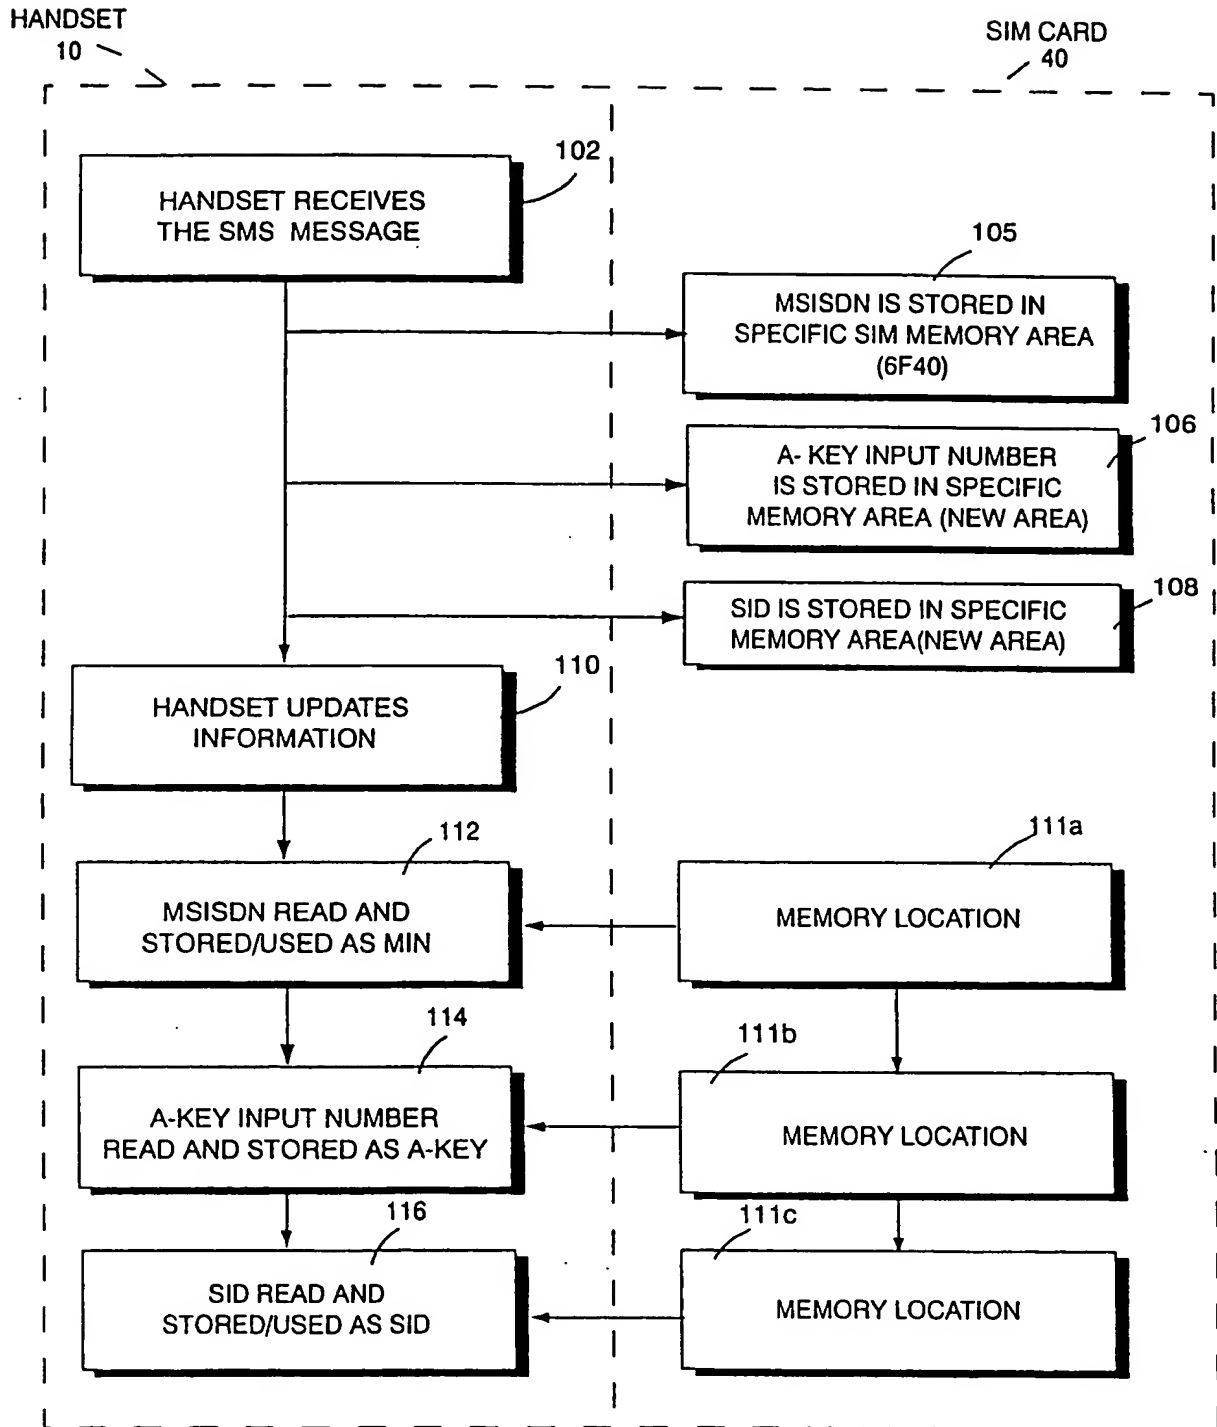 HANDSET
10
SIM CARD
40
102
HANDSET RECEIVES
THE SMS MESSAGE
105
MSISDN IS STORED IN
SPECIFIC SIM MEMORY AREA
(6F40)
106
A- KEY INPUT NUMBER
IS STORED IN SPECIFIC
MEMORY AREA (NEW AREA)
108
SID IS STORED IN SPECIFIC
MEMORY AREA(NEW AREA)
110
HANDSET UPDATES
INFORMATION
112
MSISDN READ AND
STORED/USED AS MIN
111a
MEMORY LOCATION
114
A-KEY INPUT NUMBER
READ AND STORED AS A-KEY
111b
MEMORY LOCATION
116
SID READ AND
STORED/USED AS SID
111c
MEMORY LOCATION